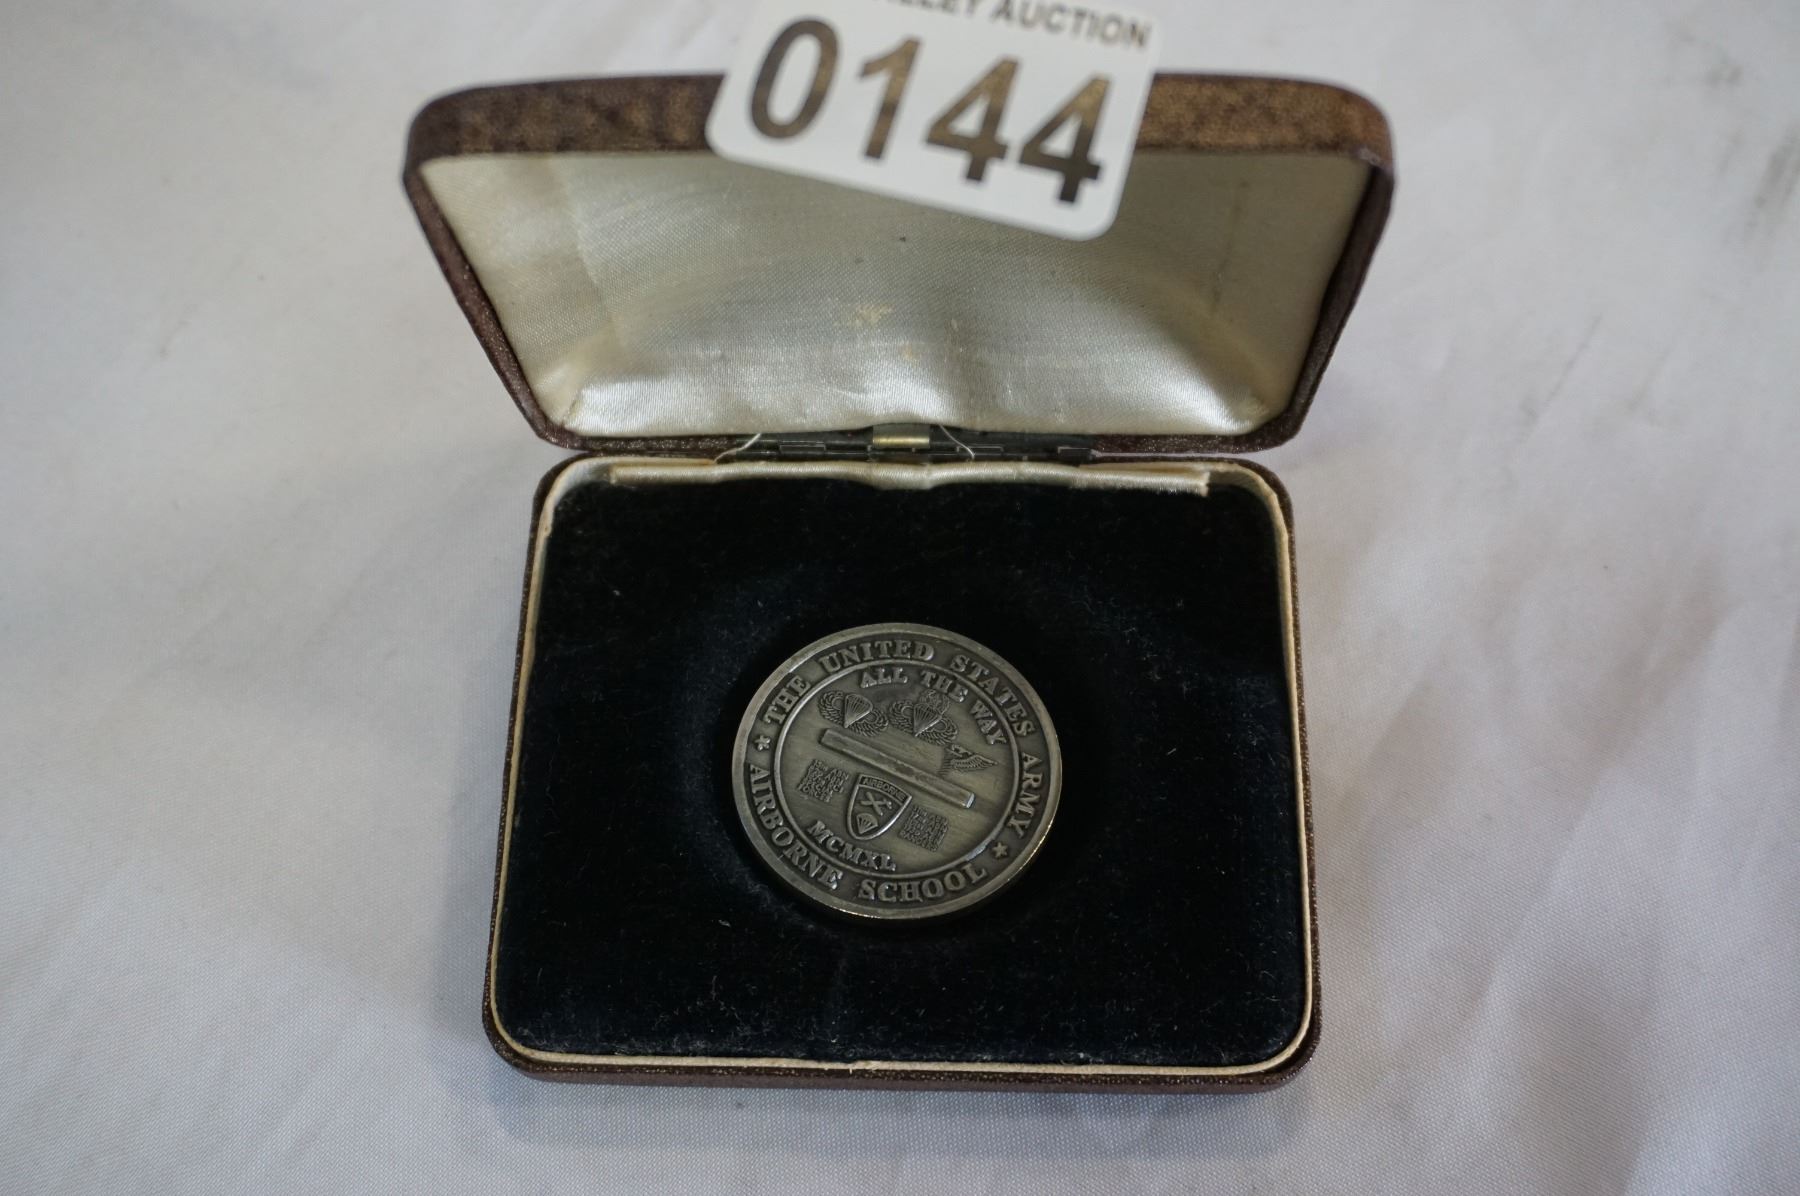 AUCTION
0144
THE UNITED STATES ARMY
ALL THE WAY
AIRBORNE
MCMXL
AIRBORNE SCHOOL